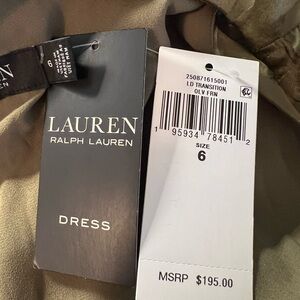 LAUREN
RALPH LAUREN
DRESS
250871615001
LD TRANSITION
OLV FRN
1 95934 78451 2
SIZE
6
MSRP $195.00